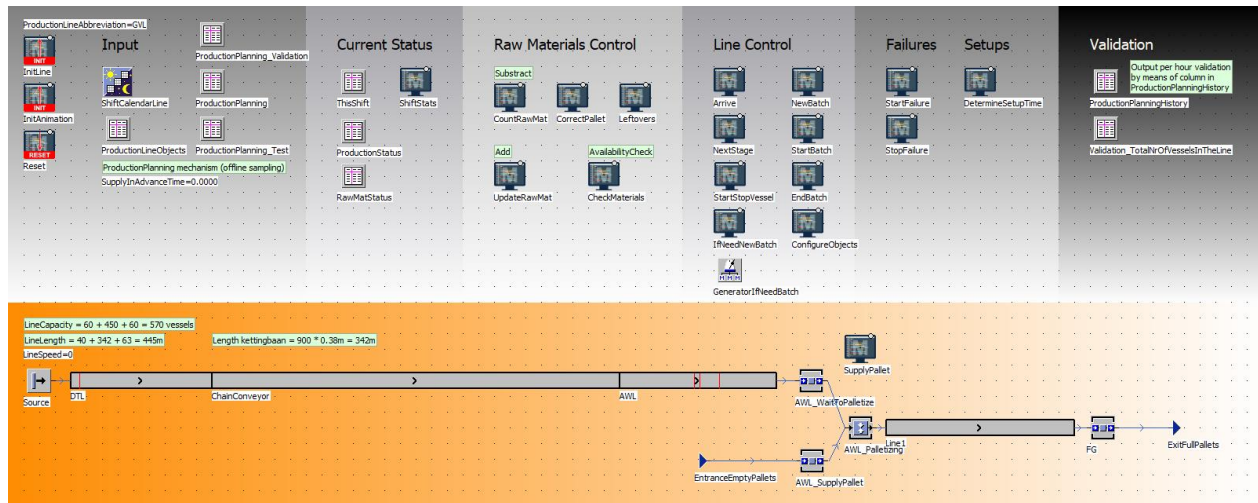 ProductionLineAbbreviation=GVL
INIT
InitLine
INIT
InitAnimation
RESET
Reset
Input
ProductionPlanning_Validation
ShiftCalendarLine
ProductionPlanning
ProductionLineObjects
ProductionPlanning_Test
ProductionPlanning mechanism (offline sampling)
SupplyInAdvanceTime=0.0000
Current Status
ThisShift
ShiftStats
ProductionStatus
RawMatStatus
Raw Materials Control
Substract
CountRawMat
CorrectPallet
Leftovers
Add
AvailabilityCheck
UpdateRawMat
CheckMaterials
Line Control
Arrive
NewBatch
NextStage
StartBatch
StartStopVessel
EndBatch
IfNeedNewBatch
ConfigureObjects
GeneratorIfNeedBatch
Failures
StartFailure
StopFailure
Setups
DetermineSetupTime
Validation
Output per hour validation
by means of column in
ProductionPlanningHistory
ProductionPlanningHistory
Validation_TotalNrOfVesselsInTheLine
LineCapacity = 60 + 450 + 60 = 570 vessels
LineLength = 40 + 342 + 63 = 445m
Length kettingbaan = 900 * 0.38m = 342m
LineSpeed=0
SupplyPallet
Source
DTL
ChainConveyor
AWL
AWL_WaitToPalletize
AWL_Palletizing
Line1
FG
ExitFullPallets
EntranceEmptyPallets
AWL_SupplyPallet